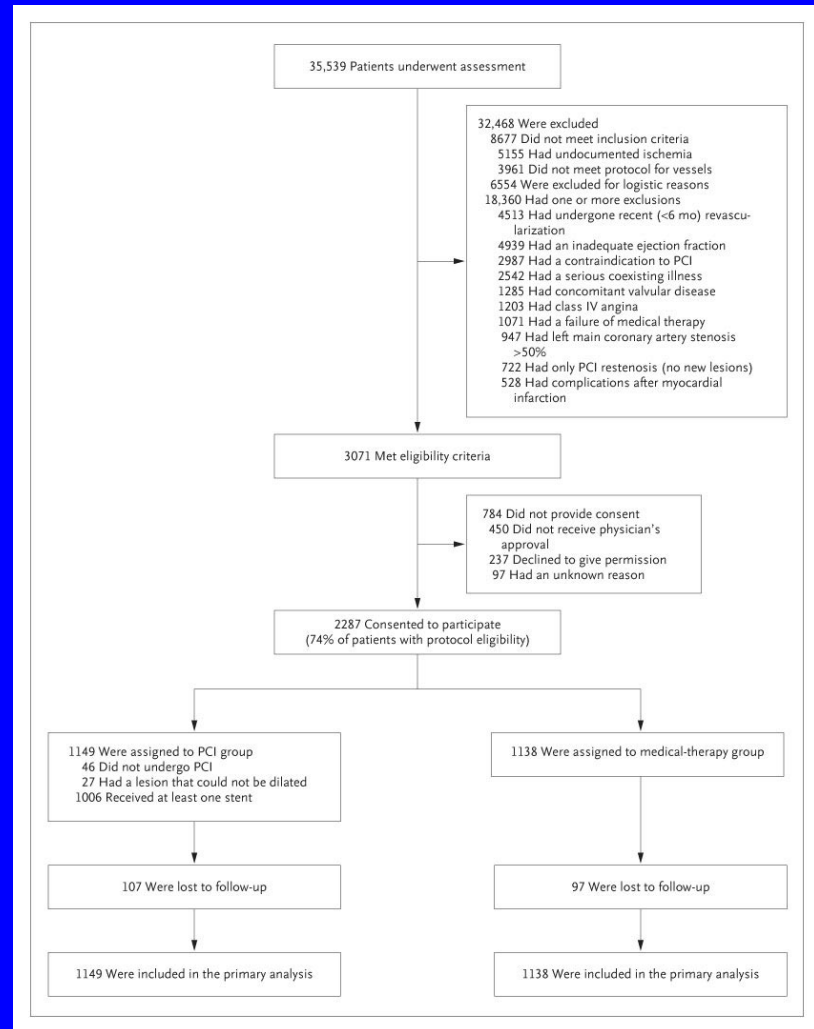 35,539 Patients underwent assessment
32,468 Were excluded
8677 Did not meet inclusion criteria
5155 Had undocumented ischemia
3961 Did not meet protocol for vessels
6554 Were excluded for logistic reasons
18,360 Had one or more exclusions
4513 Had undergone recent (<6 mo) revascu-
larization
4939 Had an inadequate ejection fraction
2987 Had a contraindication to PCI
2542 Had a serious coexisting illness
1285 Had concomitant valvular disease
1203 Had class IV angina
1071 Had a failure of medical therapy
947 Had left main coronary artery stenosis
>50%
722 Had only PCI restenosis (no new lesions)
528 Had complications after myocardial
infarction
3071 Met eligibility criteria
784 Did not provide consent
450 Did not receive physician's
approval
237 Declined to give permission
97 Had an unknown reason
2287 Consented to participate
(74% of patients with protocol eligibility)
1149 Were assigned to PCI group
46 Did not undergo PCI
27 Had a lesion that could not be dilated
1006 Received at least one stent
1138 Were assigned to medical-therapy group
107 Were lost to follow-up
97 Were lost to follow-up
1149 Were included in the primary analysis
1138 Were included in the primary analysis